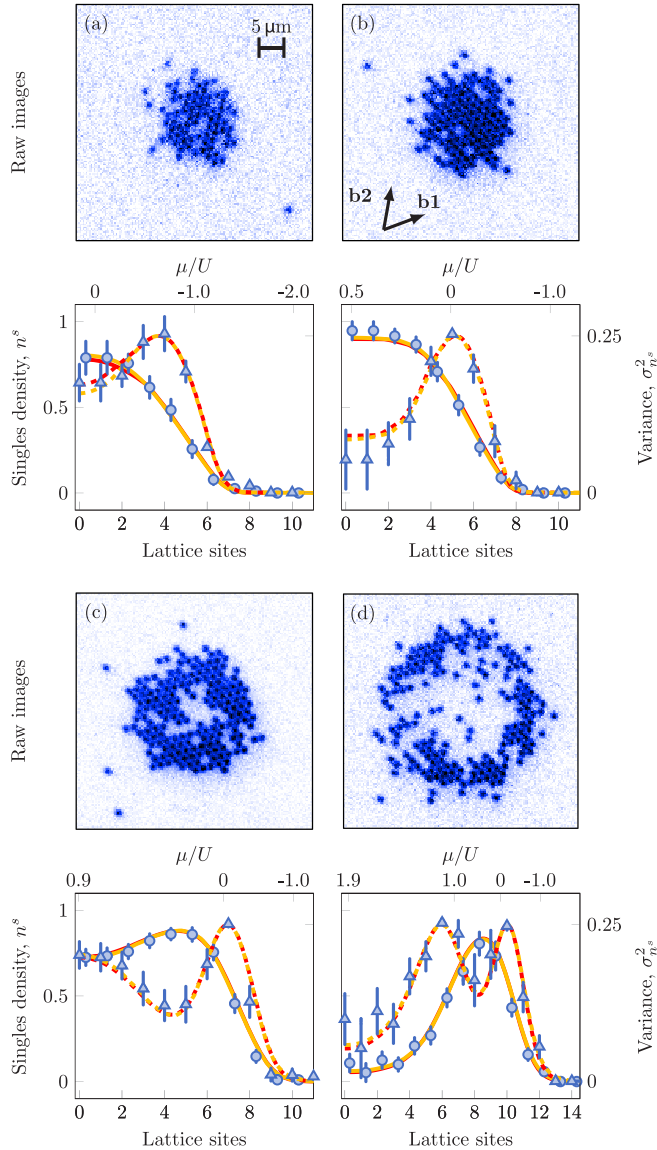 (a)
5 µm
(b)
Raw images
b2
b1
µ/U
µ/U
0 -1.0 -2.0
0.5 0 -1.0
Singles density, nˢ
1
0.5
0
0.25
0
Variance, σ²ₙₛ
0 2 4 6 8 10
0 2 4 6 8 10
Lattice sites
Lattice sites
(c)
(d)
Raw images
µ/U
µ/U
0.9 0 -1.0
1.9 1.0 0 -1.0
Singles density, nˢ
1
0.5
0
0.25
0
Variance, σ²ₙₛ
0 2 4 6 8 10
0 2 4 6 8 10 12 14
Lattice sites
Lattice sites